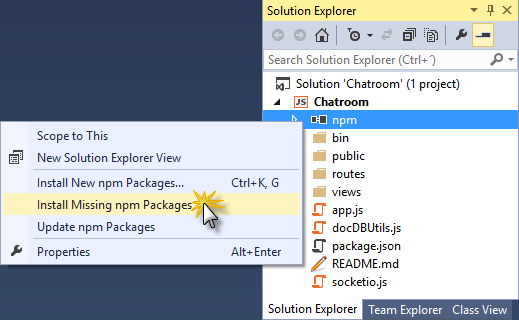 Solution Explorer
Search Solution Explorer (Ctrl+´)
Solution 'Chatroom' (1 project)
JS Chatroom
npm
bin
public
routes
views
app.js
docDBUtils.js
package.json
README.md
socketio.js
Solution Explorer Team Explorer Class View
Scope to This
New Solution Explorer View
Install New npm Packages... Ctrl+K, G
Install Missing npm Packages
Update npm Packages
Properties Alt+Enter